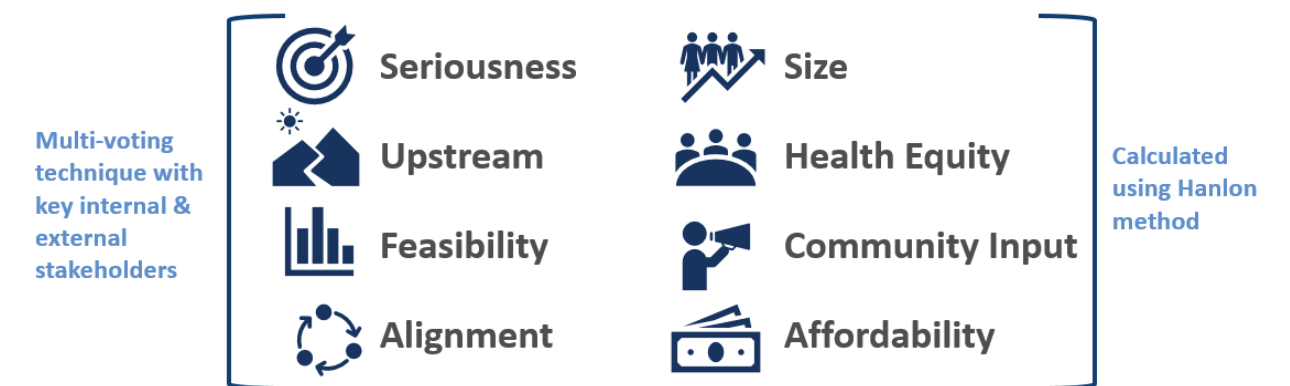 Multi-voting
technique with
key internal &
external
stakeholders
Seriousness
Upstream
Feasibility
Alignment
Size
Health Equity
Community Input
Affordability
Calculated
using Hanlon
method